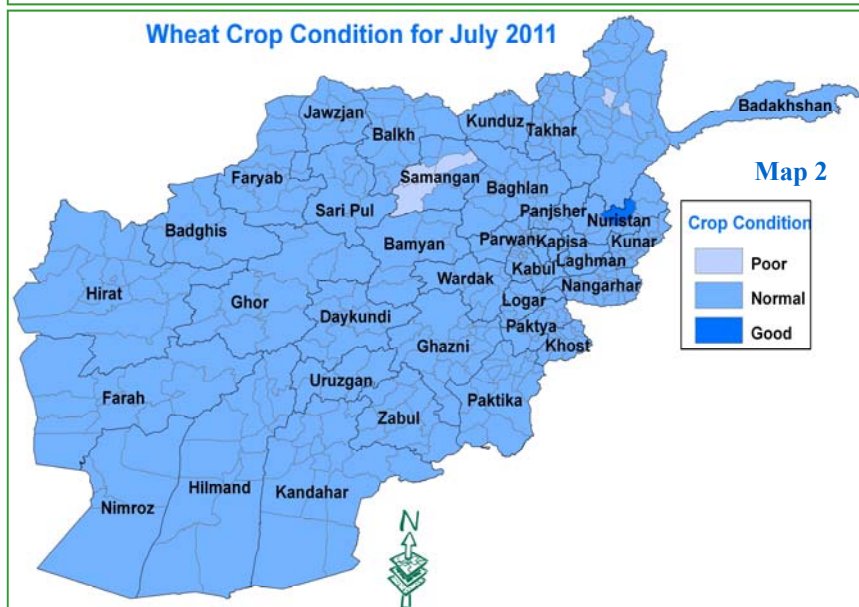 Wheat Crop Condition for July 2011
Jawzjan
Balkh
Kunduz
Takhar
Badakhshan
Faryab
Samangan
Baghlan
Map 2
Sari Pul
Panjsher
Nuristan
Crop Condition
Badghis
Bamyan
Parwan
Kapisa
Kunar
Poor
Hirat
Ghor
Wardak
Kabul
Laghman
Nangarhar
Normal
Daykundi
Logar
Paktya
Good
Ghazni
Khost
Farah
Uruzgan
Zabul
Paktika
Nimroz
Hilmand
Kandahar
N